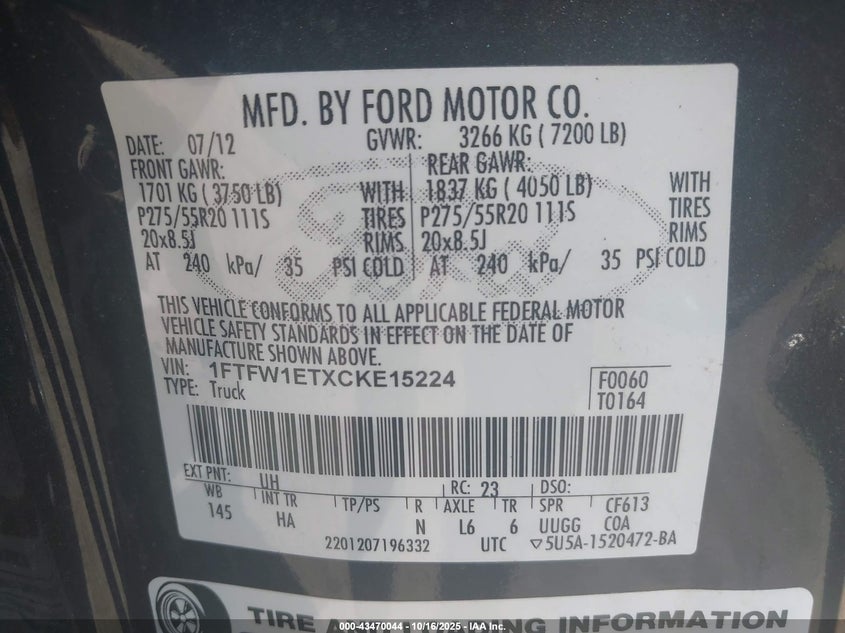 MFD. BY FORD MOTOR CO.
DATE: 07/12 GVWR: 3266 KG ( 7200 LB)
FRONT GAWR: REAR GAWR:
1701 KG ( 3750 LB) WITH 1837 KG ( 4050 LB) WITH
P275/55R20 111S TIRES P275/55R20 111S TIRES
20x8.5J RIMS 20x8.5J RIMS
AT 240 kPa/ 35 PSI COLD AT 240 kPa/ 35 PSI COLD
THIS VEHICLE CONFORMS TO ALL APPLICABLE FEDERAL MOTOR
VEHICLE SAFETY STANDARDS IN EFFECT ON THE DATE OF
MANUFACTURE SHOWN ABOVE.
VIN: 1FTFW1ETXCKE15224
TYPE: Truck
F0060
T0164
EXT PNT: UH RC: 23 DSO:
WB INT TR TP/PS R AXLE TR SPR CF613
145 HA N L6 6 UUGG COA
2201207196332 UTC ▽5U5A-1520472-BA
TIRE
INFORMATION
000-43470044 | 10/16/2025 - IAA Inc.